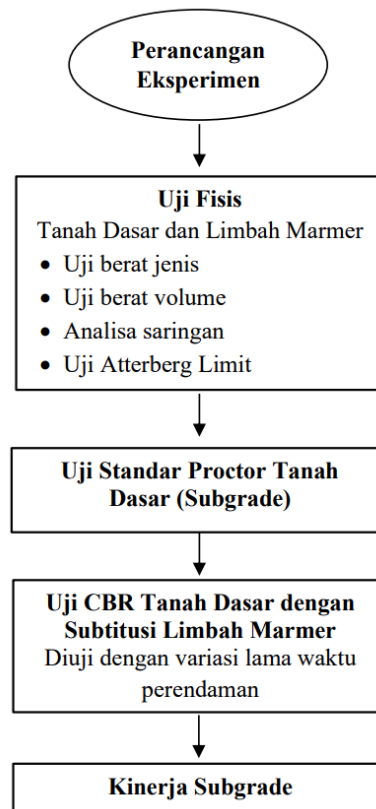 Perancangan
Eksperimen
Uji Fisis
Tanah Dasar dan Limbah Marmer
• Uji berat jenis
• Uji berat volume
• Analisa saringan
• Uji Atterberg Limit
Uji Standar Proctor Tanah
Dasar (Subgrade)
Uji CBR Tanah Dasar dengan
Subtitusi Limbah Marmer
Diuji dengan variasi lama waktu
perendaman
Kinerja Subgrade